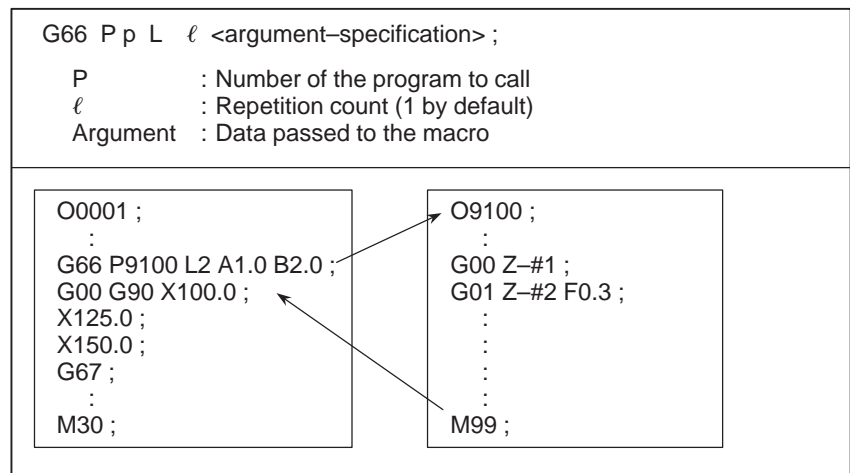 G66 P p L ℓ <argument–specification> ;
P : Number of the program to call
ℓ : Repetition count (1 by default)
Argument : Data passed to the macro
O0001 ;
:
G66 P9100 L2 A1.0 B2.0 ;
G00 G90 X100.0 ;
X125.0 ;
X150.0 ;
G67 ;
:
M30 ;
O9100 ;
:
G00 Z–#1 ;
G01 Z–#2 F0.3 ;
:
:
:
:
M99 ;